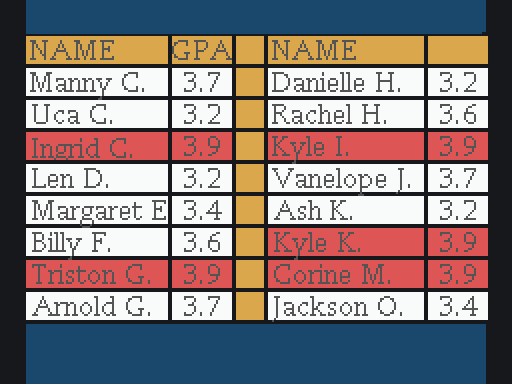 NAME GPA NAME
Manny C. 3.7 Danielle H. 3.2
Uca C. 3.2 Rachel H. 3.6
Ingrid C. 3.9 Kyle I. 3.9
Len D. 3.2 Vanelope J. 3.7
Margaret E 3.4 Ash K. 3.2
Billy F. 3.6 Kyle K. 3.9
Triston G. 3.9 Corine M. 3.9
Arnold G. 3.7 Jackson O. 3.4